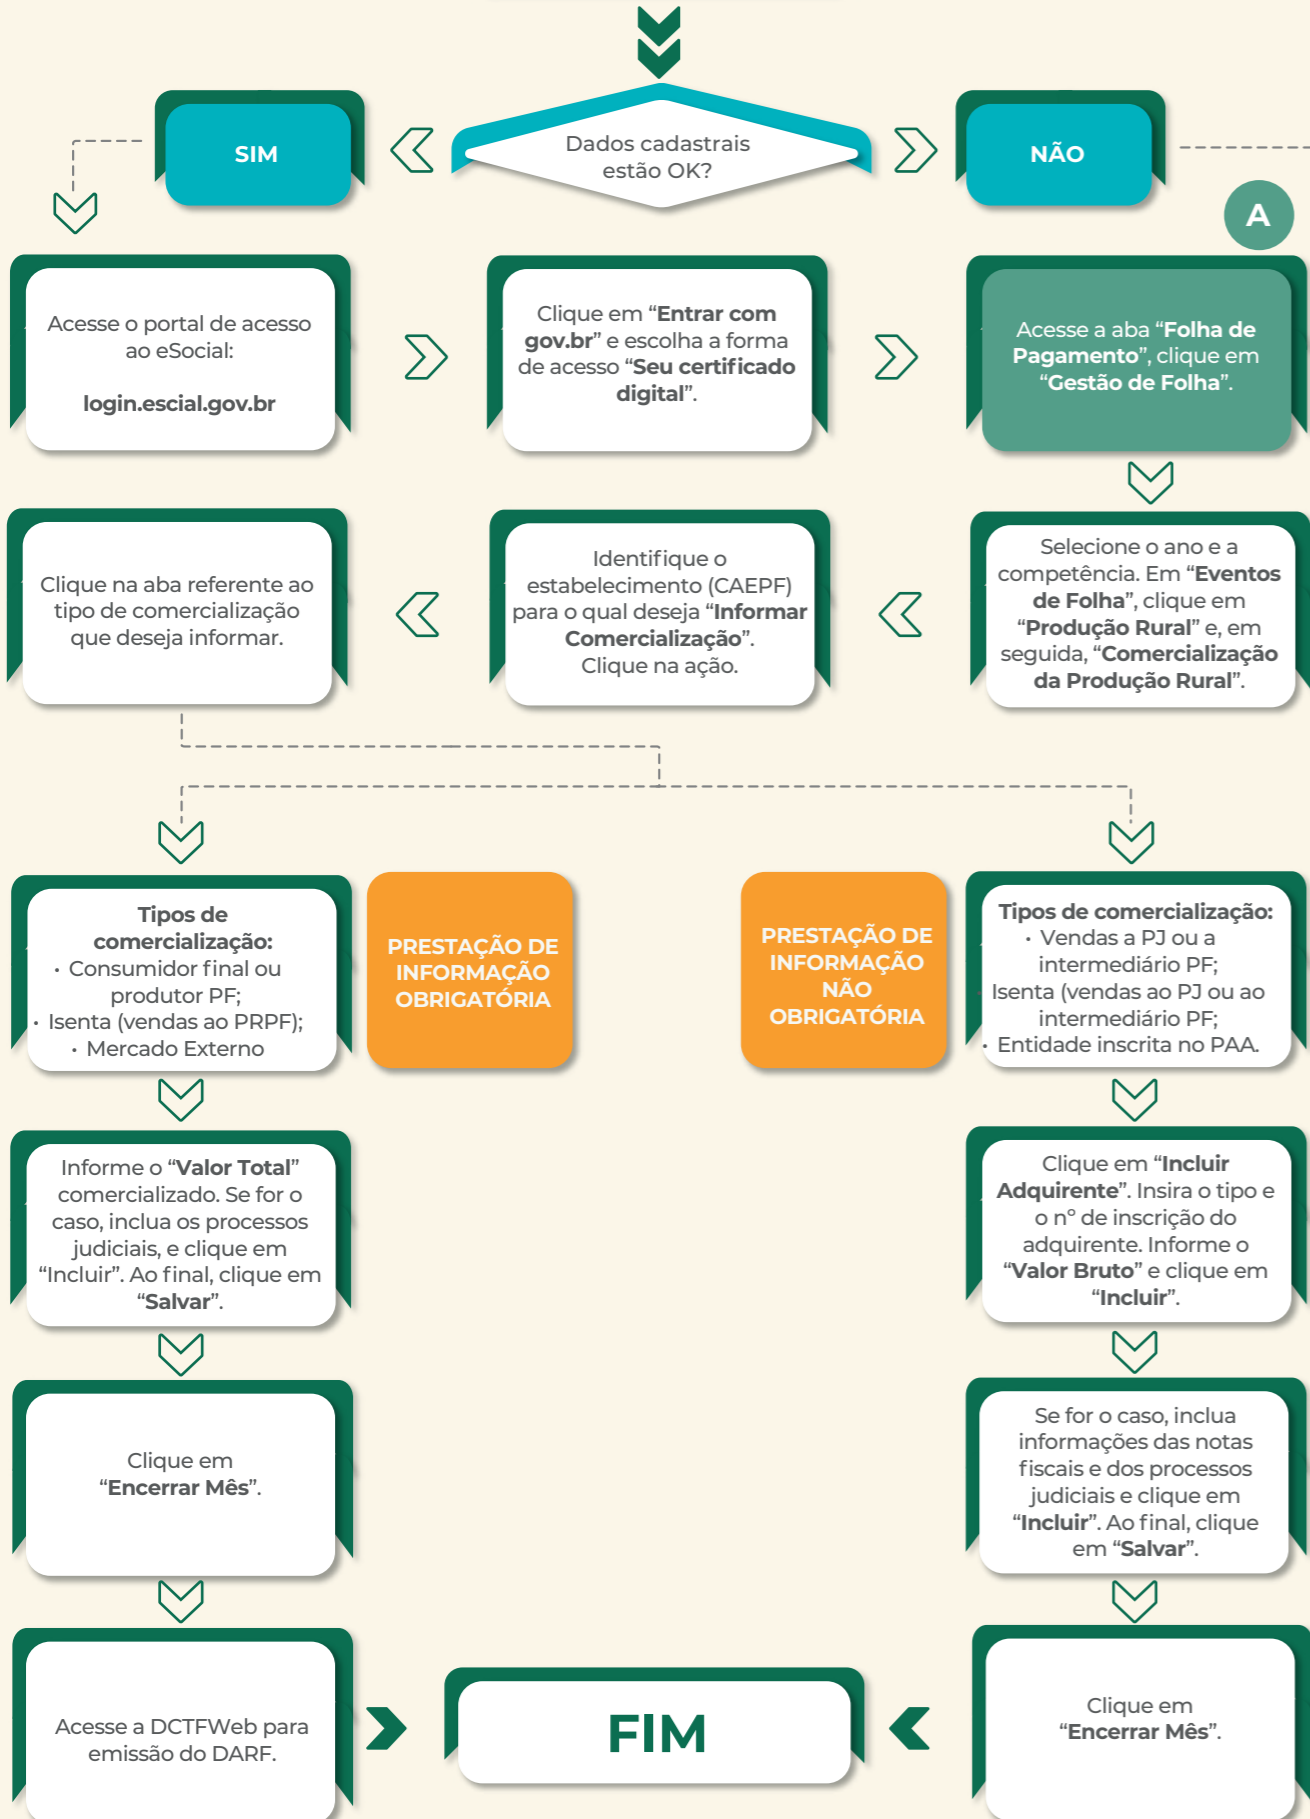 Dados cadastrais
estão OK?
SIM
NÃO
A
Acesse o portal de acesso
ao eSocial:
login.escial.gov.br
Clique em “Entrar com
gov.br” e escolha a forma
de acesso “Seu certificado
digital”.
Acesse a aba “Folha de
Pagamento”, clique em
“Gestão de Folha”.
Selecione o ano e a
competência. Em “Eventos
de Folha”, clique em
“Produção Rural” e, em
seguida, “Comercialização
da Produção Rural”.
Identifique o
estabelecimento (CAEPF)
para o qual deseja “Informar
Comercialização”.
Clique na ação.
Clique na aba referente ao
tipo de comercialização
que deseja informar.
Tipos de
comercialização:
• Consumidor final ou
produtor PF;
• Isenta (vendas ao PRPF);
• Mercado Externo
PRESTAÇÃO DE
INFORMAÇÃO
OBRIGATÓRIA
Informe o “Valor Total”
comercializado. Se for o
caso, inclua os processos
judiciais, e clique em
“Incluir”. Ao final, clique em
“Salvar”.
Clique em
“Encerrar Mês”.
Acesse a DCTFWeb para
emissão do DARF.
PRESTAÇÃO DE
INFORMAÇÃO
NÃO
OBRIGATÓRIA
Tipos de comercialização:
• Vendas a PJ ou a
intermediário PF;
• Isenta (vendas ao PJ ou ao
intermediário PF;
• Entidade inscrita no PAA.
Clique em “Incluir
Adquirente”. Insira o tipo e
o nº de inscrição do
adquirente. Informe o
“Valor Bruto” e clique em
“Incluir”.
Se for o caso, inclua
informações das notas
fiscais e dos processos
judiciais e clique em
“Incluir”. Ao final, clique
em “Salvar”.
Clique em
“Encerrar Mês”.
FIM